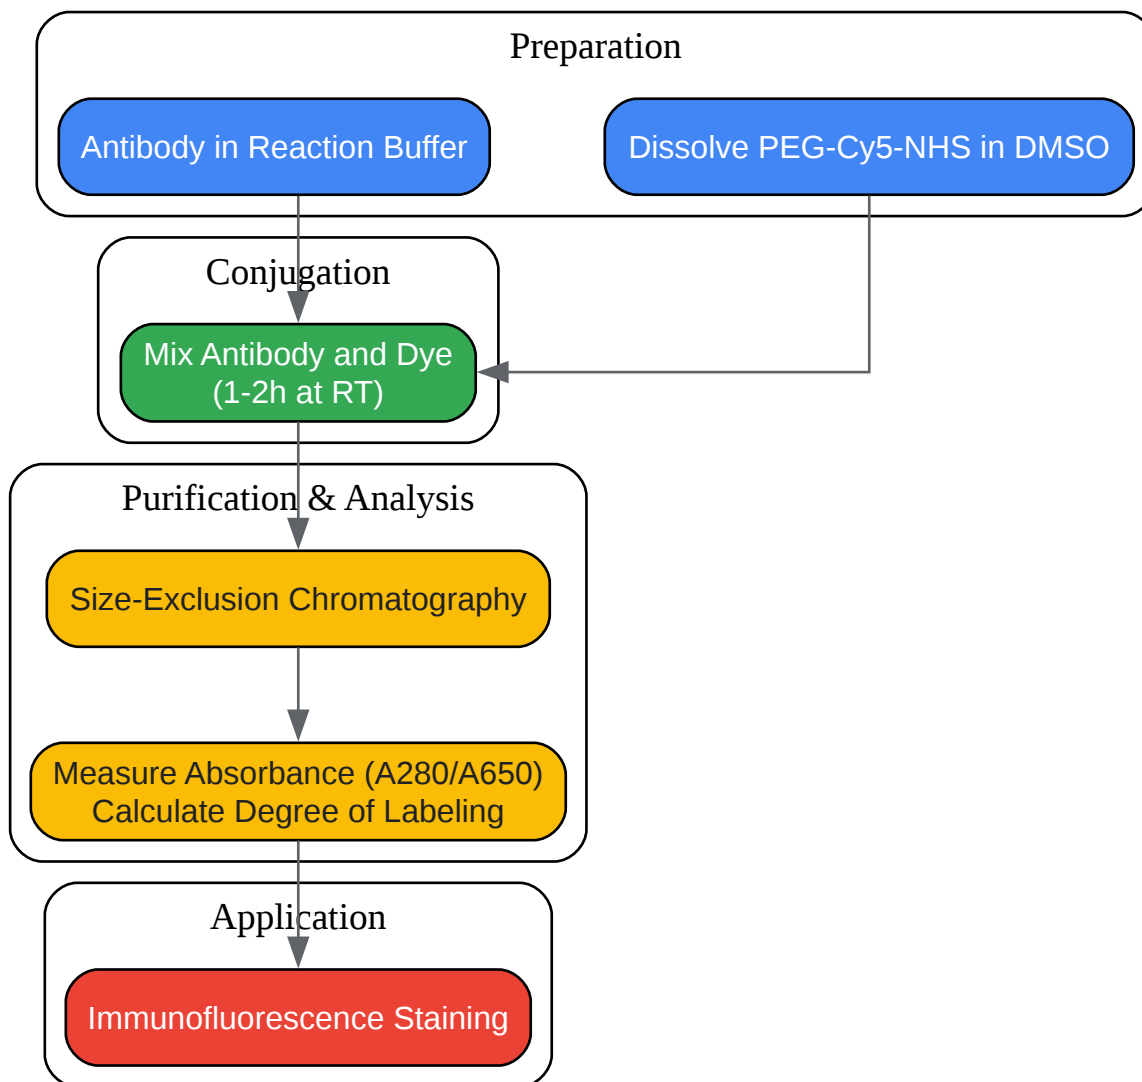 Preparation
Antibody in Reaction Buffer
Dissolve PEG-Cy5-NHS in DMSO
Conjugation
Mix Antibody and Dye
(1-2h at RT)
Purification & Analysis
Size-Exclusion Chromatography
Measure Absorbance (A280/A650)
Calculate Degree of Labeling
Application
Immunofluorescence Staining